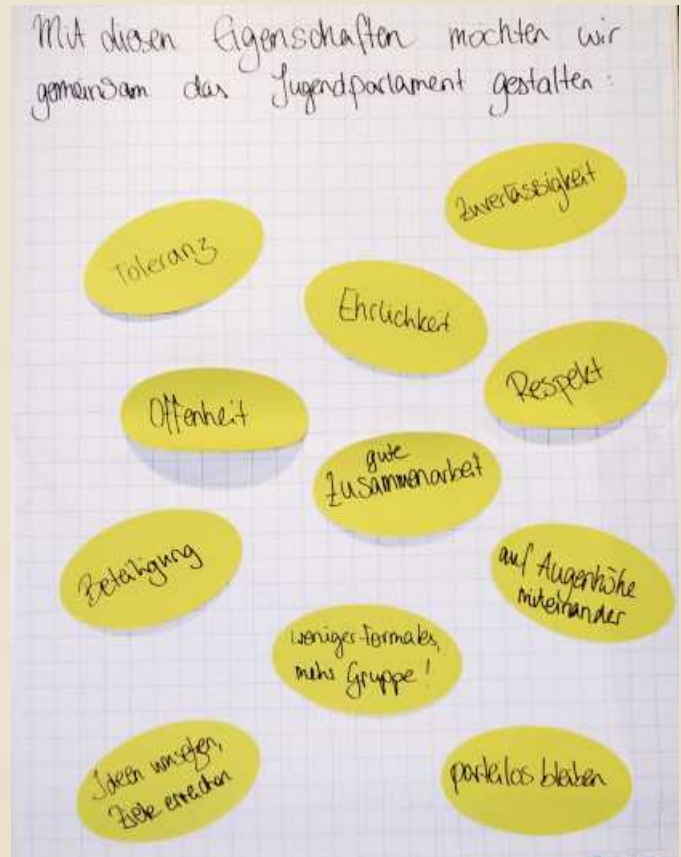 Mit diesen Eigenschaften möchten wir
gemeinsam das Jugendparlament gestalten:
Zuverlässigkeit
Toleranz
Ehrlichkeit
Respekt
Offenheit
gute
Zusammenarbeit
Beteiligung
auf Augenhöhe
miteinander
weniger Formales,
mehr Gruppe!
Ideen umsetzen,
Ziele erreichen
parteilos bleiben